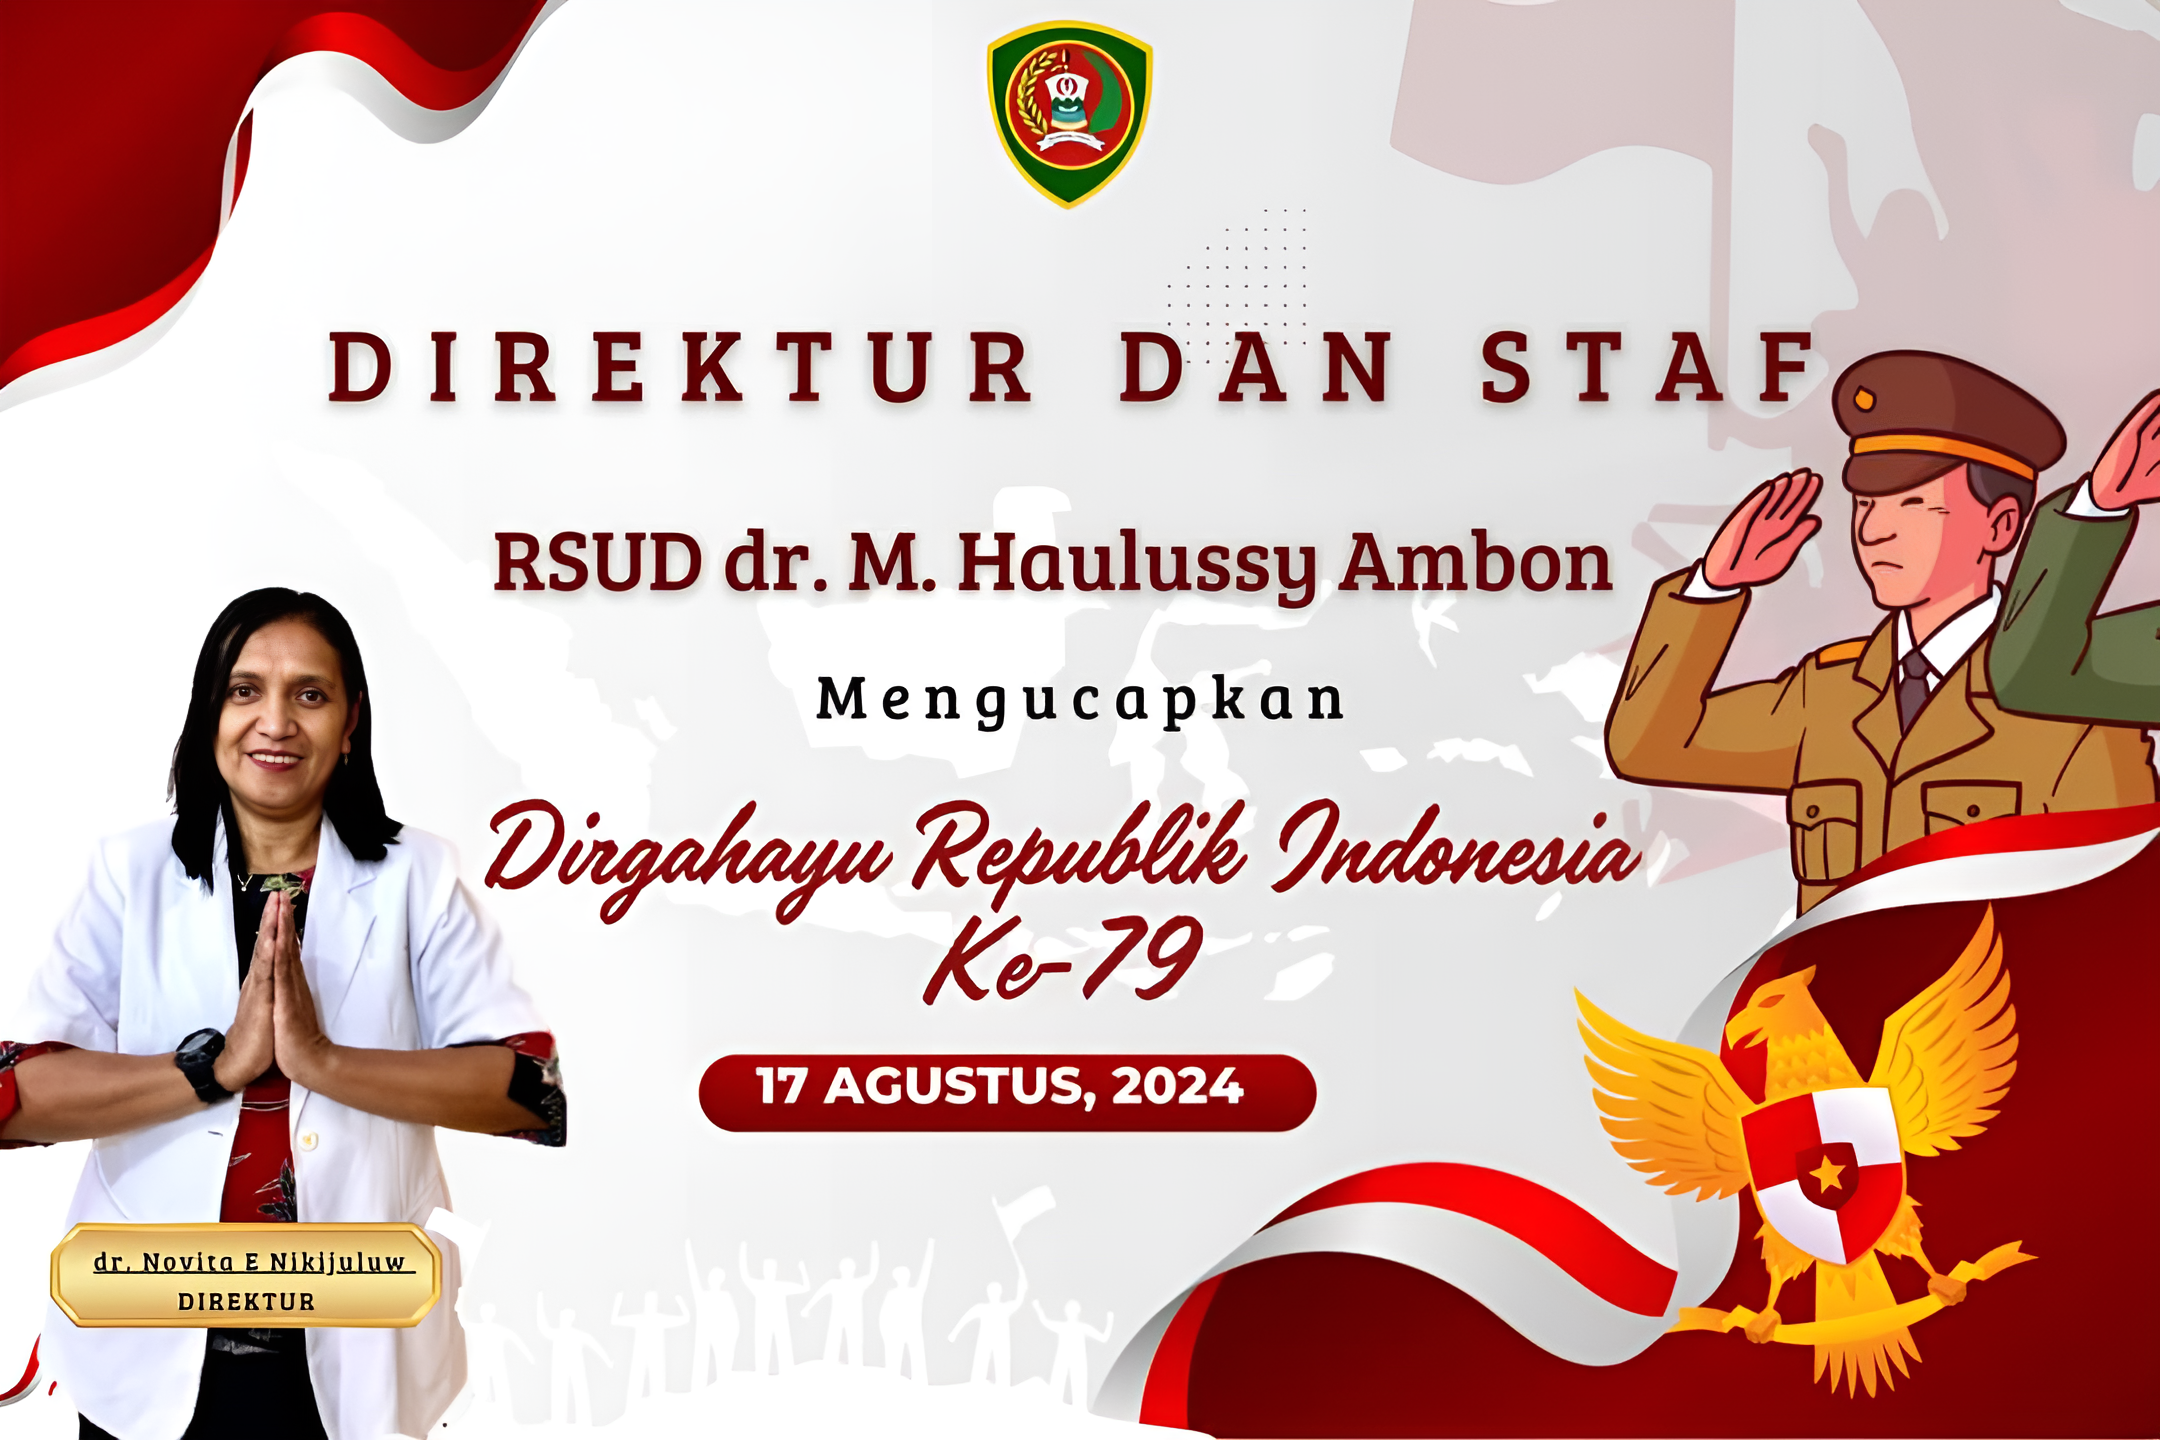 DIREKTUR DAN STAF
RSUD dr. M. Haulussy Ambon
Mengucapkan
Dirgahayu Republik Indonesia
Ke-79
17 AGUSTUS, 2024
dr. Novita E Nikijuluw
DIREKTUR